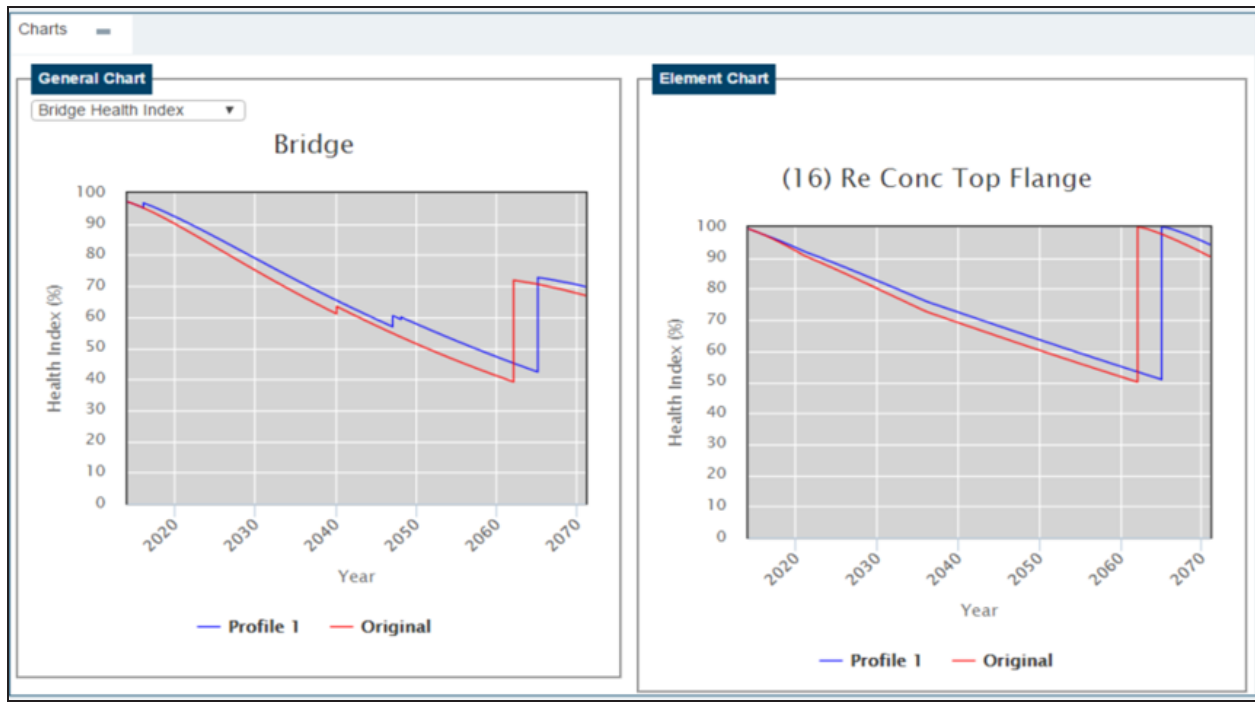 Charts
General Chart
Bridge Health Index
Bridge
100
90
80
70
60
50
40
30
20
10
0
Health Index (%)
2020
2030
2040
2050
2060
2070
Year
Profile 1
Original
Element Chart
(16) Re Conc Top Flange
100
90
80
70
60
50
40
30
20
10
0
Health Index (%)
2020
2030
2040
2050
2060
2070
Year
Profile 1
Original